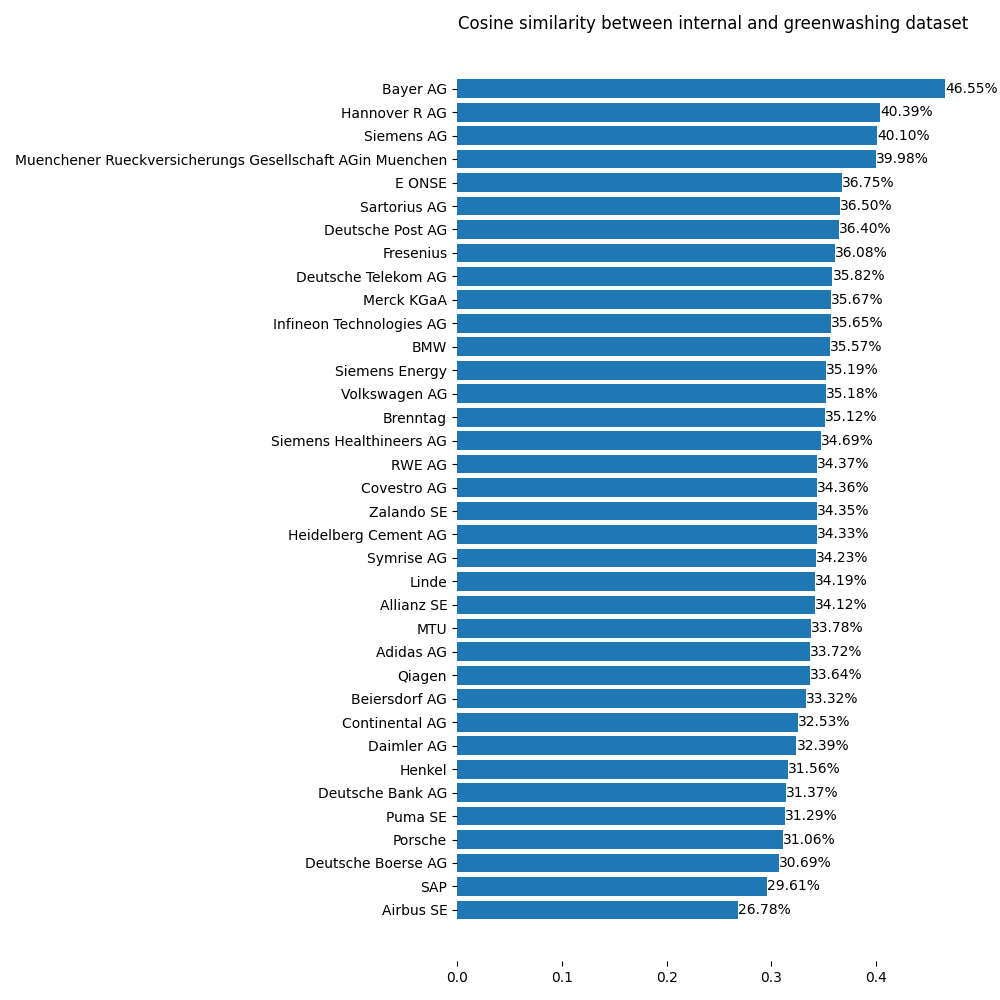 Cosine similarity between internal and greenwashing dataset
Bayer AG 46.55%
Hannover R AG 40.39%
Siemens AG 40.10%
Muenchener Rueckversicherungs Gesellschaft AGin Muenchen 39.98%
E ONSE 36.75%
Sartorius AG 36.50%
Deutsche Post AG 36.40%
Fresenius 36.08%
Deutsche Telekom AG 35.82%
Merck KGaA 35.67%
Infineon Technologies AG 35.65%
BMW 35.57%
Siemens Energy 35.19%
Volkswagen AG 35.18%
Brenntag 35.12%
Siemens Healthineers AG 34.69%
RWE AG 34.37%
Covestro AG 34.36%
Zalando SE 34.35%
Heidelberg Cement AG 34.33%
Symrise AG 34.23%
Linde 34.19%
Allianz SE 34.12%
MTU 33.78%
Adidas AG 33.72%
Qiagen 33.64%
Beiersdorf AG 33.32%
Continental AG 32.53%
Daimler AG 32.39%
Henkel 31.56%
Deutsche Bank AG 31.37%
Puma SE 31.29%
Porsche 31.06%
Deutsche Boerse AG 30.69%
SAP 29.61%
Airbus SE 26.78%
0.0 0.1 0.2 0.3 0.4